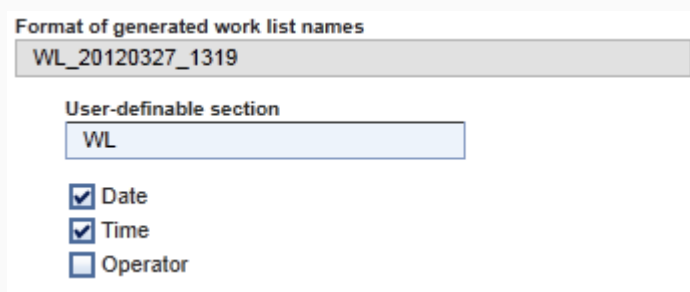 Format of generated work list names
WL_20120327_1319
User-definable section
WL
Date
Time
Operator